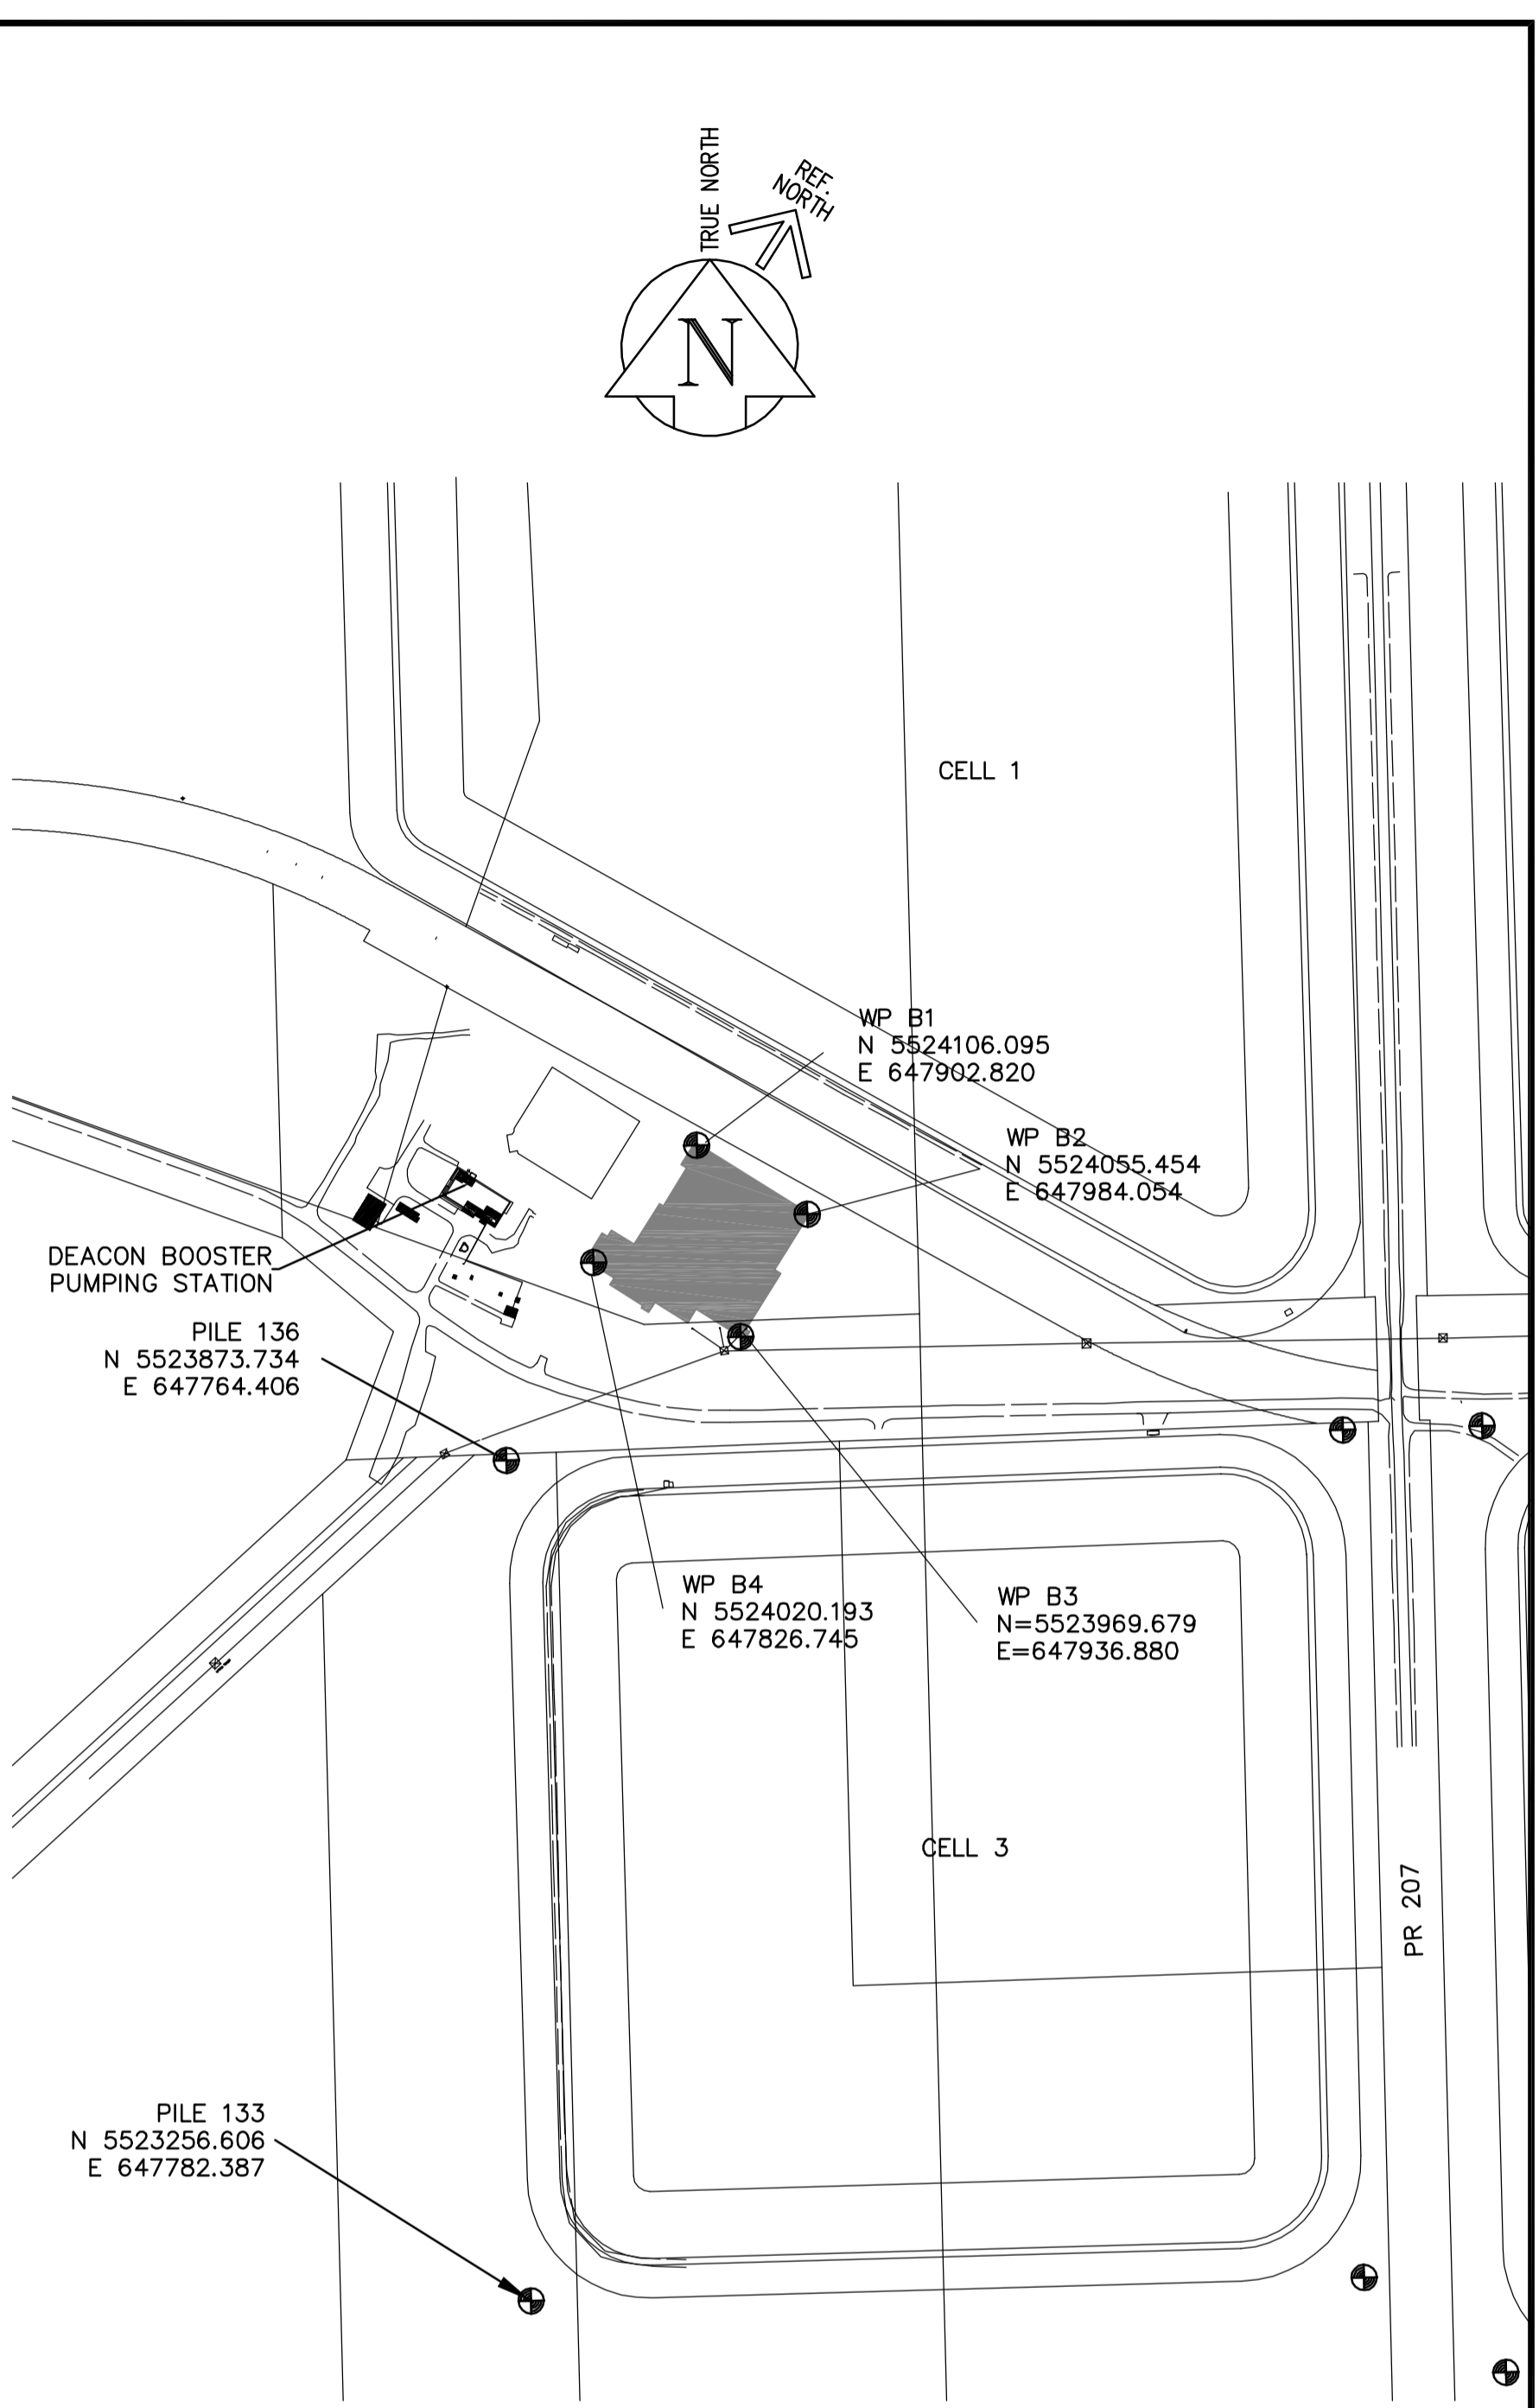 TRUE NORTH
REF.
NORTH
N
CELL 1
WP B1
N 5524106.095
E 647902.820
WP B2
N 5524055.454
E 647984.054
DEACON BOOSTER
PUMPING STATION
PILE 136
N 5523873.734
E 647764.406
WP B4
N 5524020.193
E 647826.745
WP B3
N=5523969.679
E=647936.880
CELL 3
PR 207
PILE 133
N 5523256.606
E 647782.387